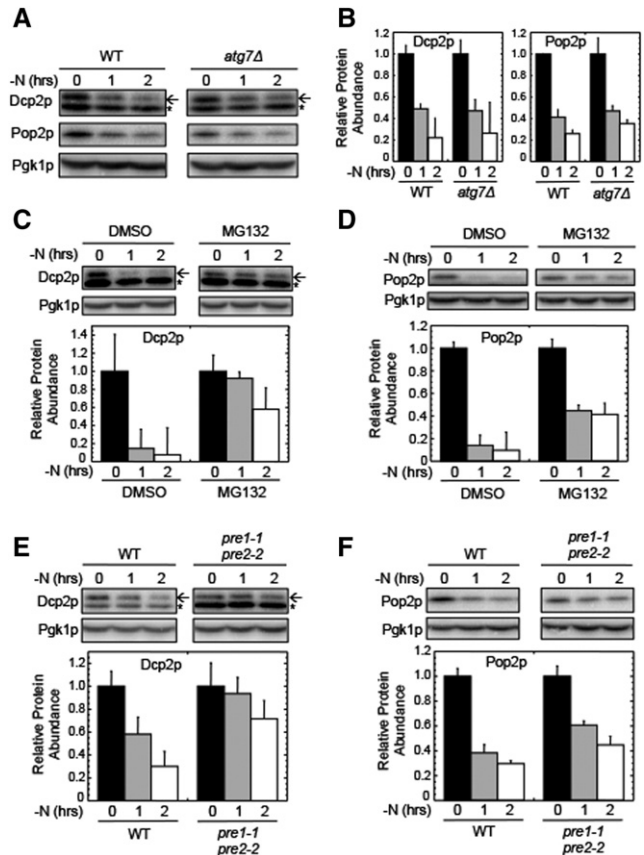 A
WT
atg7Δ
-N (hrs) 0 1 2 0 1 2
Dcp2p
*
*
Pop2p
Pgk1p
B
Relative Protein
Abundance
Dcp2p
Pop2p
1.0
0.8
0.6
0.4
0.2
0
1.0
0.8
0.6
0.4
0.2
0
-N (hrs) 0 1 2 0 1 2 0 1 2 0 1 2
WT atg7Δ WT atg7Δ
C
DMSO MG132
-N (hrs) 0 1 2 0 1 2
Dcp2p
*
*
Pgk1p
Relative Protein
Abundance
Dcp2p
1.0
0.8
0.6
0.4
0.2
0
-N (hrs) 0 1 2 0 1 2
DMSO MG132
D
DMSO MG132
-N (hrs) 0 1 2 0 1 2
Pop2p
Pgk1p
Relative Protein
Abundance
Pop2p
1.0
0.8
0.6
0.4
0.2
0
-N (hrs) 0 1 2 0 1 2
DMSO MG132
E
WT
pre1-1
pre2-2
-N (hrs) 0 1 2 0 1 2
Dcp2p
*
*
Pgk1p
Relative Protein
Abundance
Dcp2p
1.0
0.8
0.6
0.4
0.2
0
-N (hrs) 0 1 2 0 1 2
WT
pre1-1
pre2-2
F
WT
pre1-1
pre2-2
-N (hrs) 0 1 2 0 1 2
Pop2p
Pgk1p
Relative Protein
Abundance
Pop2p
1.0
0.8
0.6
0.4
0.2
0
-N (hrs) 0 1 2 0 1 2
WT
pre1-1
pre2-2